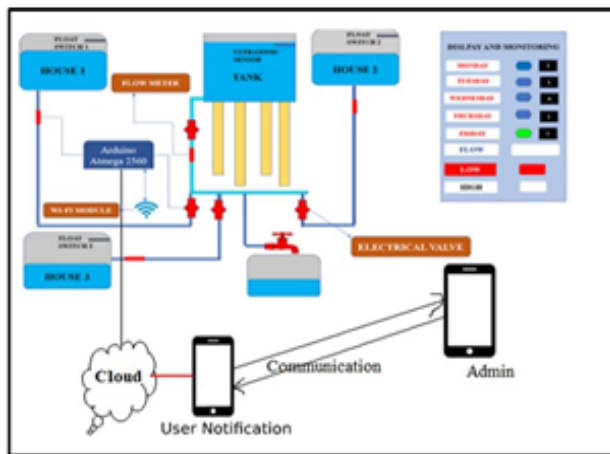 FLOAT
SWITCH 1
HOUSE 1
ULTRASONIC
SENSOR
TANK
FLOAT
SWITCH 2
HOUSE 2
FLOW METER
Arduino
Atmega 2560
WI-FI MODULE
FLOAT
SWITCH 3
HOUSE 3
ELECTRICAL VALVE
DISLPAY AND MONITORING
MONDAY
TUESDAY
WEDNESDAY
THURSDAY
FRIDAY
FLOW
LOW
HIGH
Cloud
User Notification
Communication
Admin